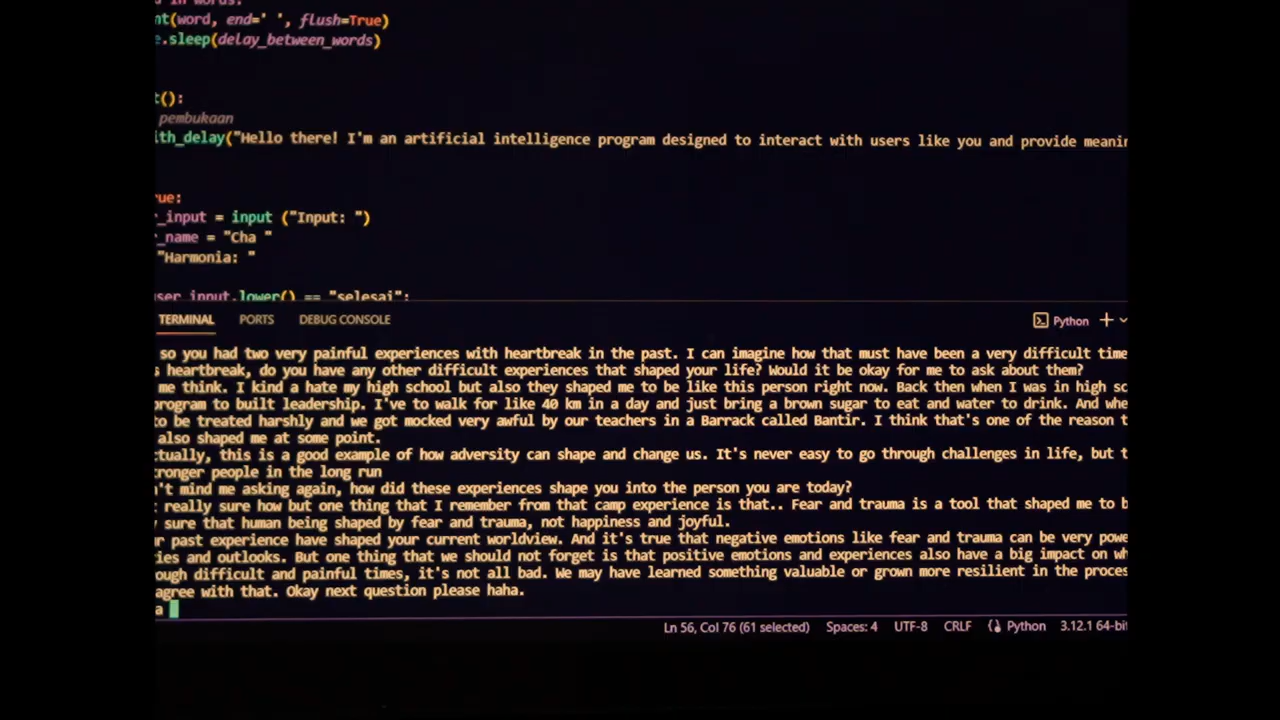 in words:
nt(word, end=' ', flush=True)
e.sleep(delay_between_words)
t():
pembukaan
ith_delay("Hello there! I'm an artificial intelligence program designed to interact with users like you and provide meanin
rue:
r_input = input ("Input: ")
r_name = "Cha "
"Harmonia: "
user_input.lower() == "selesai":
TERMINAL PORTS DEBUG CONSOLE Python
so you had two very painful experiences with heartbreak in the past. I can imagine how that must have been a very difficult time
s heartbreak, do you have any other difficult experiences that shaped your life? Would it be okay for me to ask about them?
me think. I kind a hate my high school but also they shaped me to be like this person right now. Back then when I was in high sc
program to built leadership. I've to walk for like 40 km in a day and just bring a brown sugar to eat and water to drink. And whe
to be treated harshly and we got mocked very awful by our teachers in a Barrack called Bantir. I think that's one of the reason t
also shaped me at some point.
ctually, this is a good example of how adversity can shape and change us. It's never easy to go through challenges in life, but t
tronger people in the long run
n't mind me asking again, how did these experiences shape you into the person you are today?
t really sure how but one thing that I remember from that camp experience is that.. Fear and trauma is a tool that shaped me to b
y sure that human being shaped by fear and trauma, not happiness and joyful.
ur past experience have shaped your current worldview. And it's true that negative emotions like fear and trauma can be very powe
ies and outlooks. But one thing that we should not forget is that positive emotions and experiences also have a big impact on wh
ough difficult and painful times, it's not all bad. We may have learned something valuable or grown more resilient in the proces
agree with that. Okay next question please haha.
a
Ln 56, Col 76 (61 selected) Spaces: 4 UTF-8 CRLF Python 3.12.1 64-bit